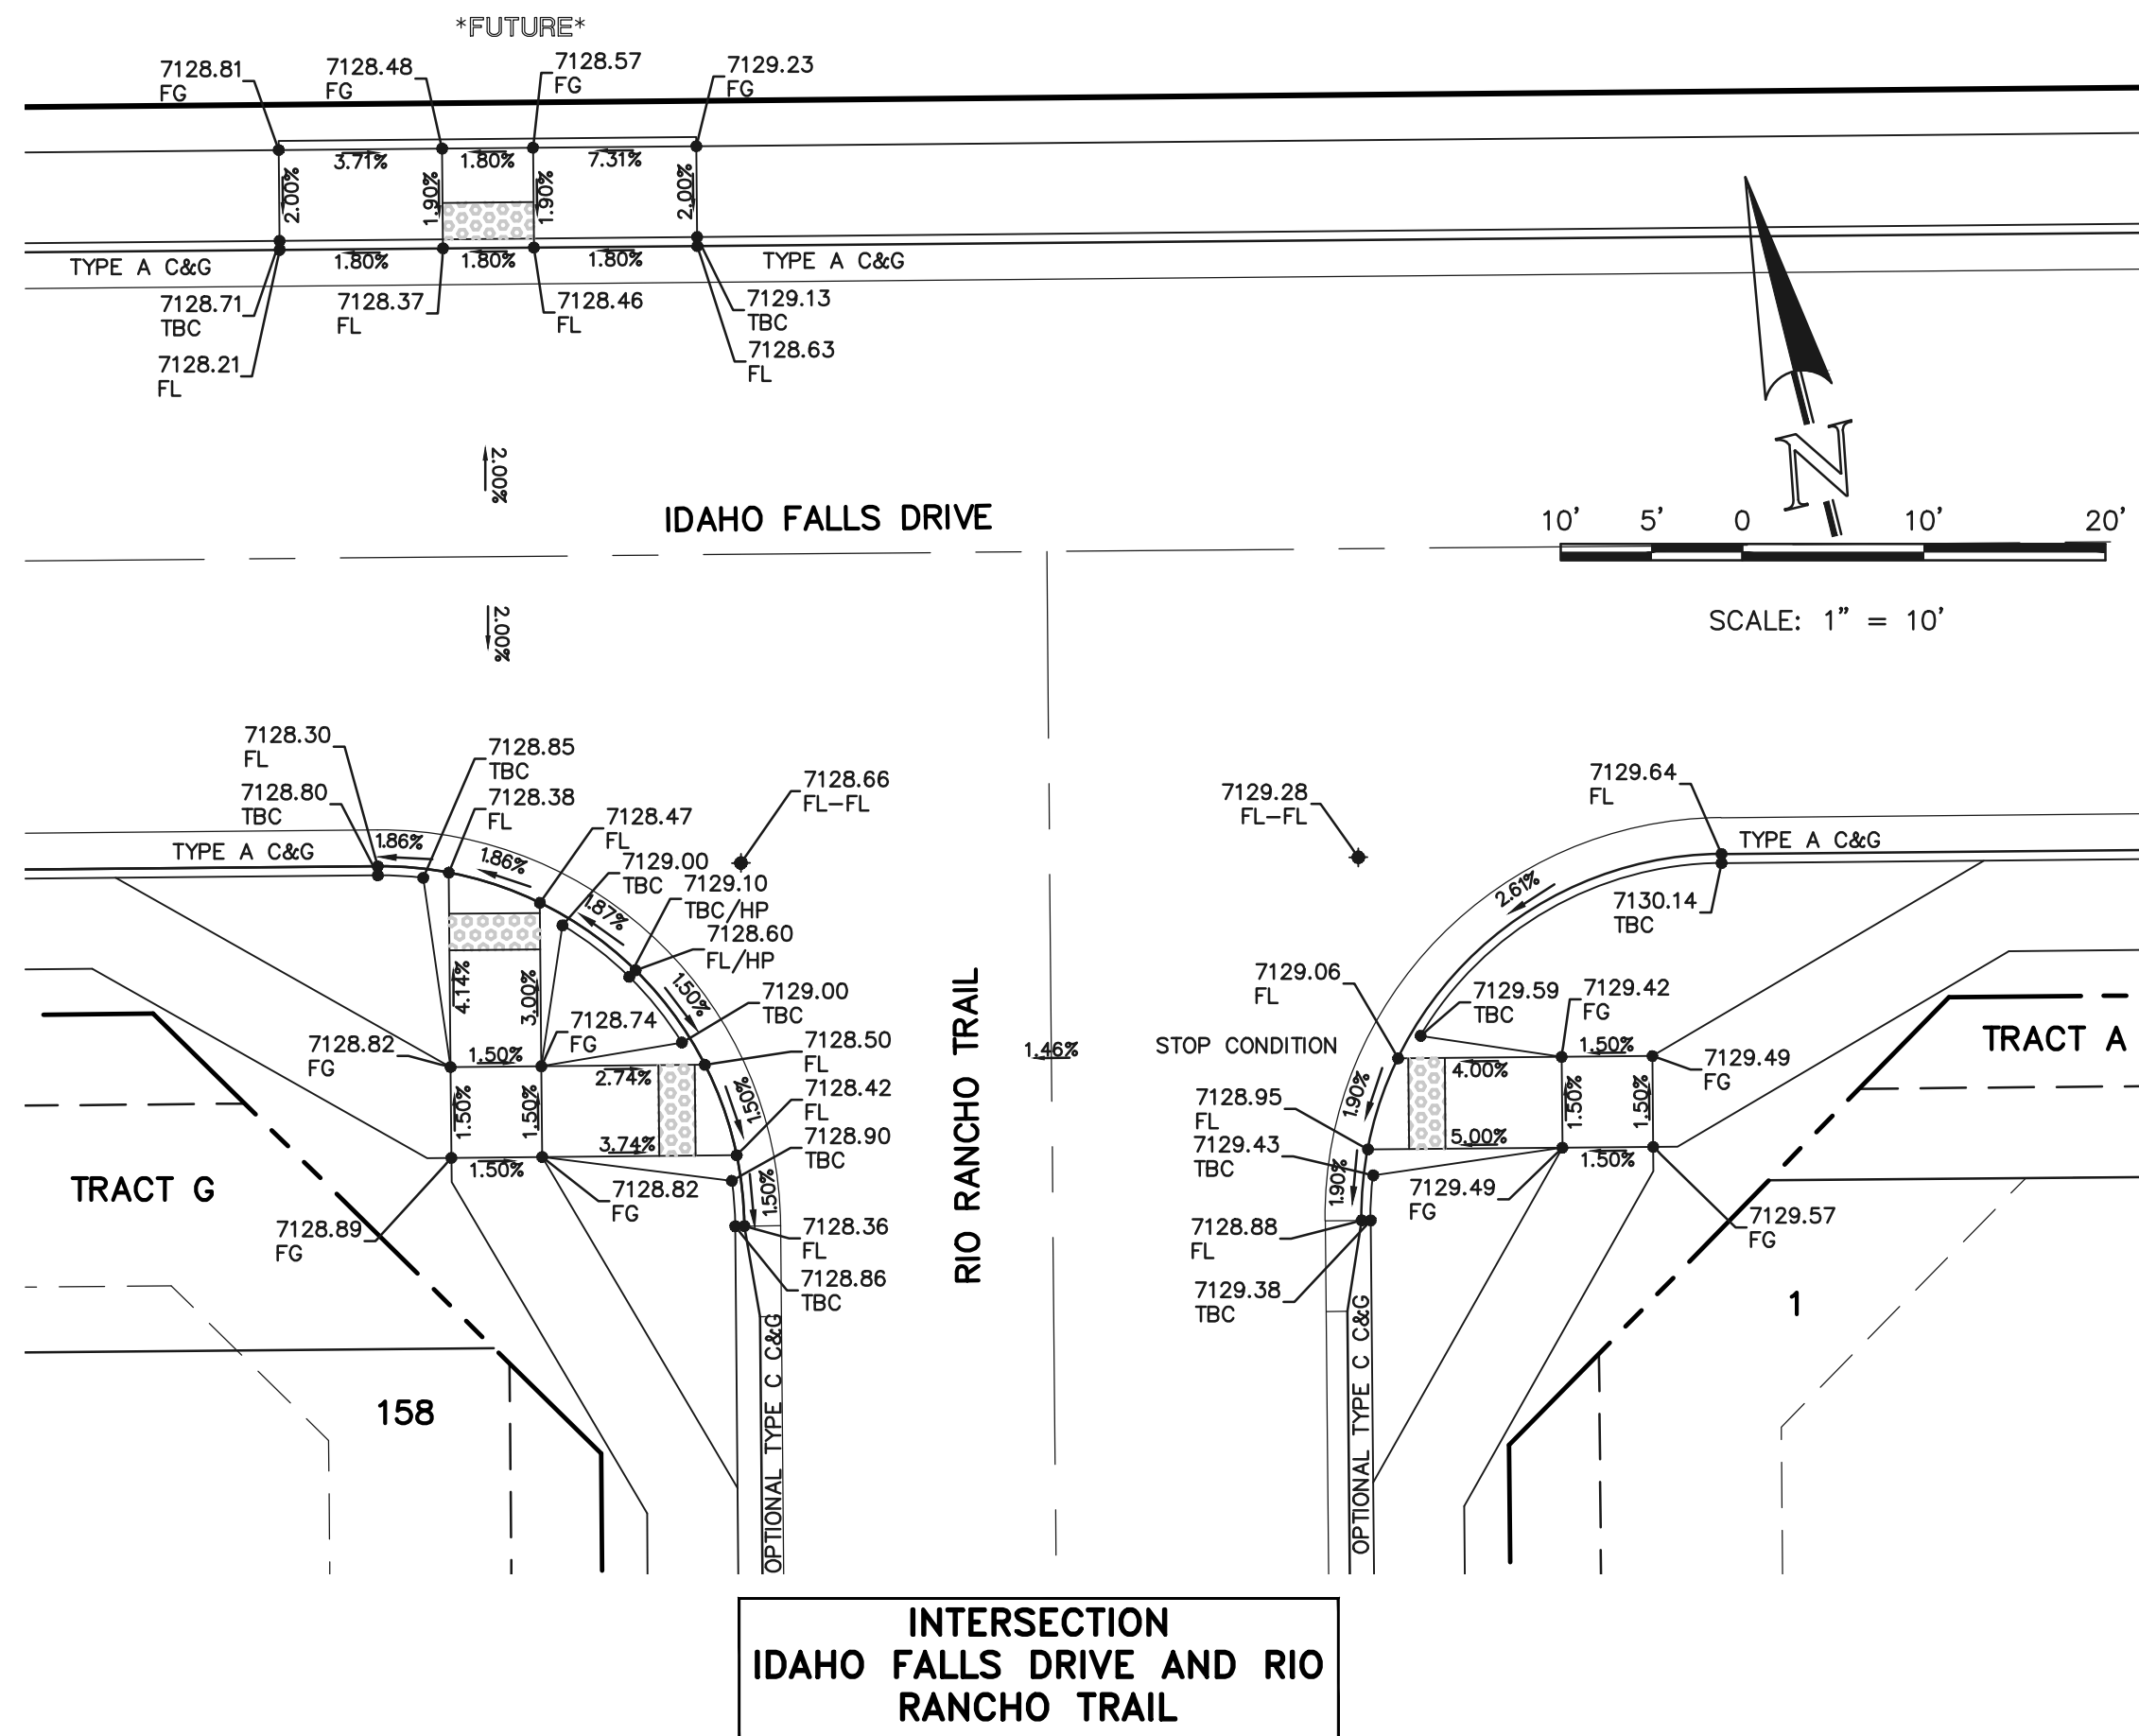 *FUTURE*
7128.81
FG
7128.48
FG
7128.57
FG
7129.23
FG
3.71%
1.80%
7.31%
2.00%
1.90%
1.90%
2.00%
TYPE A C&G
1.80%
1.80%
1.80%
TYPE A C&G
7128.71
TBC
7128.37
FL
7128.46
FL
7129.13
TBC
7128.21
FL
7128.63
FL
2.00%
IDAHO FALLS DRIVE
N
10' 5' 0 10' 20'
SCALE: 1" = 10'
2.00%
7128.30
FL
7128.85
TBC
7128.80
TBC
7128.38
FL
7128.66
FL-FL
7128.47
FL
7129.28
FL-FL
7129.64
FL
TYPE A C&G
1.86%
1.86%
7129.00
TBC
7129.10
TBC/HP
1.87%
7128.60
FL/HP
TYPE A C&G
2.61%
7130.14
TBC
4.14%
3.00%
1.50%
7129.00
TBC
7129.06
FL
7129.59
TBC
7129.42
FG
7128.82
FG
1.50%
7128.74
FG
2.74%
7128.50
FL
1.46%
STOP CONDITION
1.50%
4.00%
7129.49
FG
TRACT A
1.50%
1.50%
1.50%
7128.42
FL
7128.95
FL
1.90%
1.50%
1.50%
3.74%
7128.90
TBC
7129.43
TBC
5.00%
1.50%
1.50%
TRACT G
7128.82
FG
1.50%
RIO RANCHO TRAIL
1.90%
7129.49
FG
7128.89
FG
7128.36
FL
7128.88
FL
7129.57
FG
7128.86
TBC
7129.38
TBC
1
158
OPTIONAL TYPE C C&G
OPTIONAL TYPE C C&G
INTERSECTION
IDAHO FALLS DRIVE AND RIO
RANCHO TRAIL